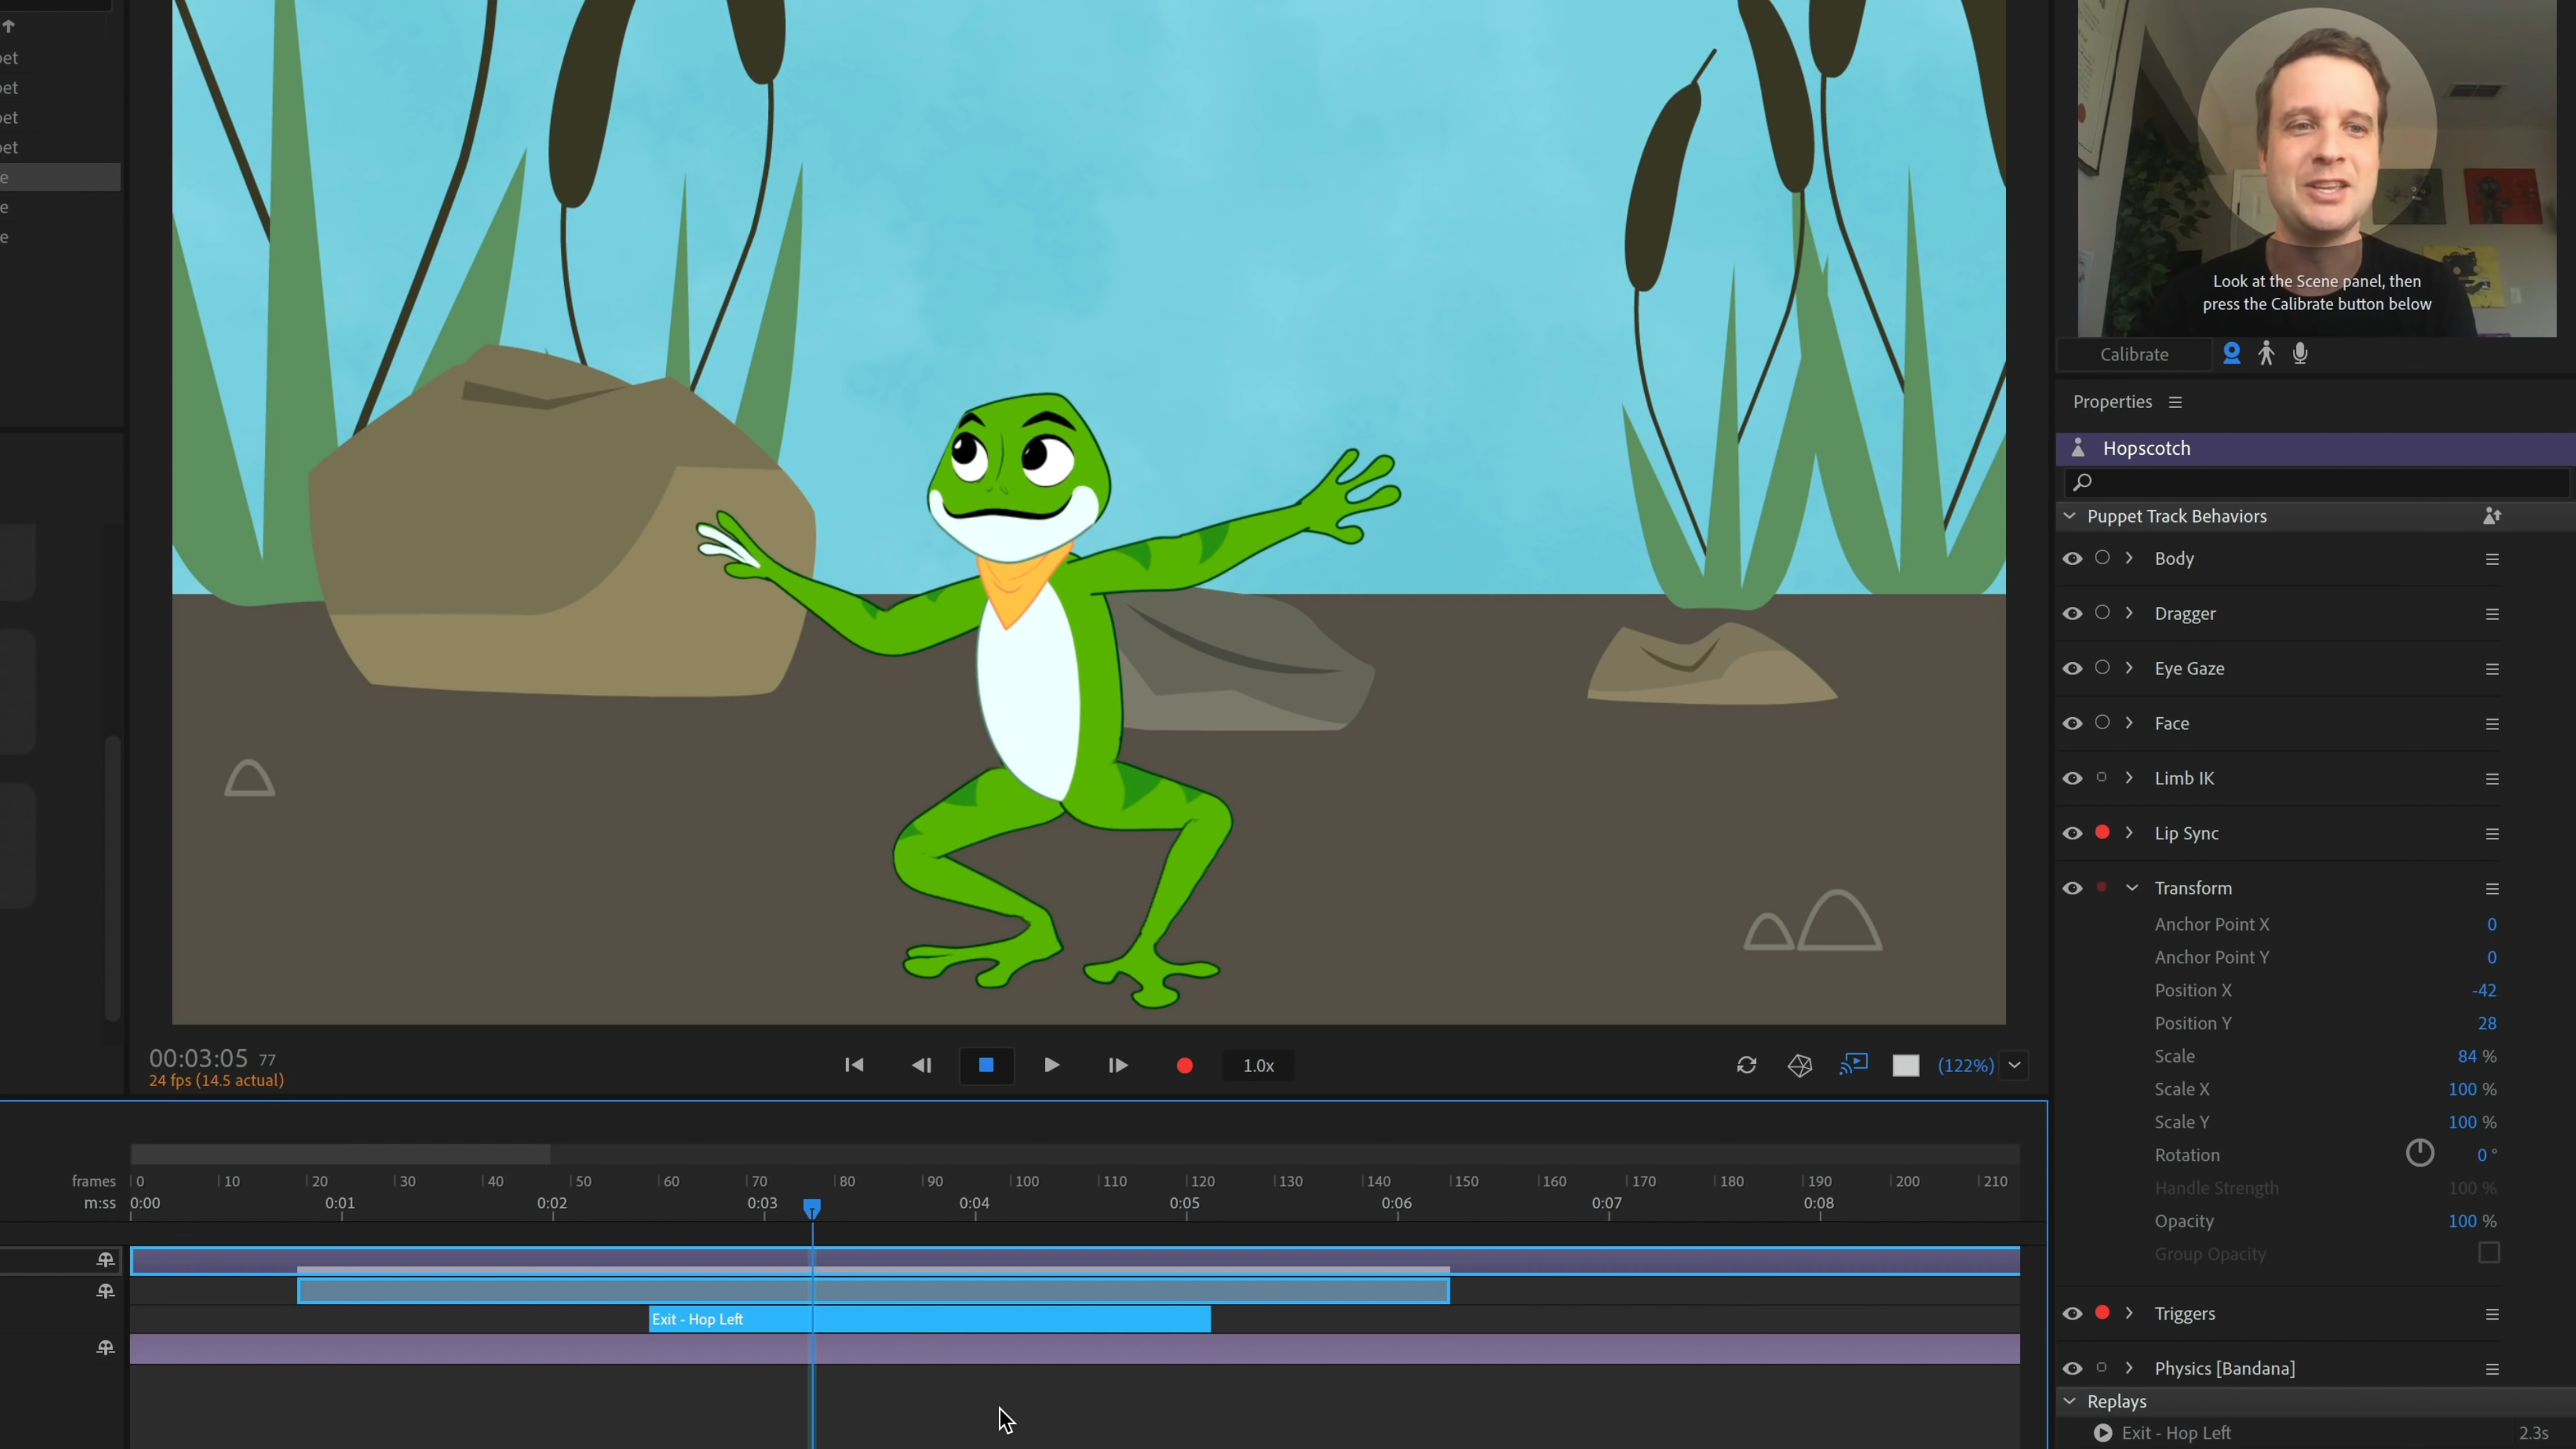 Look at the Scene panel, then
press the Calibrate button below
Calibrate
Properties
Hopscotch
Puppet Track Behaviors
Body
Dragger
Eye Gaze
Face
Limb IK
Lip Sync
Transform
Anchor Point X 0
Anchor Point Y 0
Position X -42
Position Y 28
Scale 84 %
Scale X 100 %
Scale Y 100 %
Rotation 0 °
Handle Strength 100 %
Opacity 100 %
Group Opacity
Triggers
Physics [Bandana]
Replays
Exit - Hop Left 2.3s
00:03:05 77
24 fps (14.5 actual)
1.0x
(122%)
frames 0 10 20 30 40 50 60 70 80 90 100 110 120 130 140 150 160 170 180 190 200 210
m:ss 0:00 0:01 0:02 0:03 0:04 0:05 0:06 0:07 0:08
Exit - Hop Left